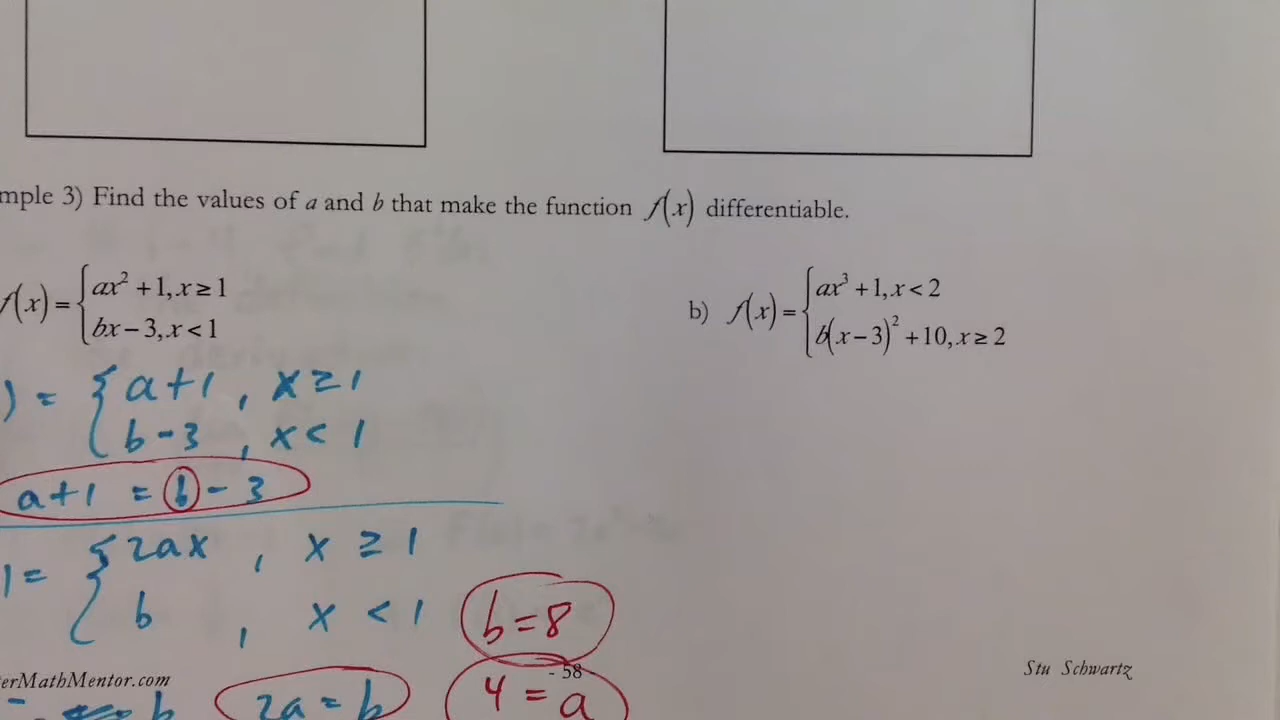 mple 3) Find the values of a and b that make the function f(x) differentiable.
f(x) = { ax² + 1, x ≥ 1
bx − 3, x < 1
b) f(x) = { ax³ + 1, x < 2
b(x − 3)² + 10, x ≥ 2
) = { a + 1 , x ≥ 1
b − 3 , x < 1
a + 1 = b − 3
) = { 2ax , x ≥ 1
b , x < 1
b = 8
erMathMentor.com
- 58 -
Stu Schwartz
b
2a = b
4 = a